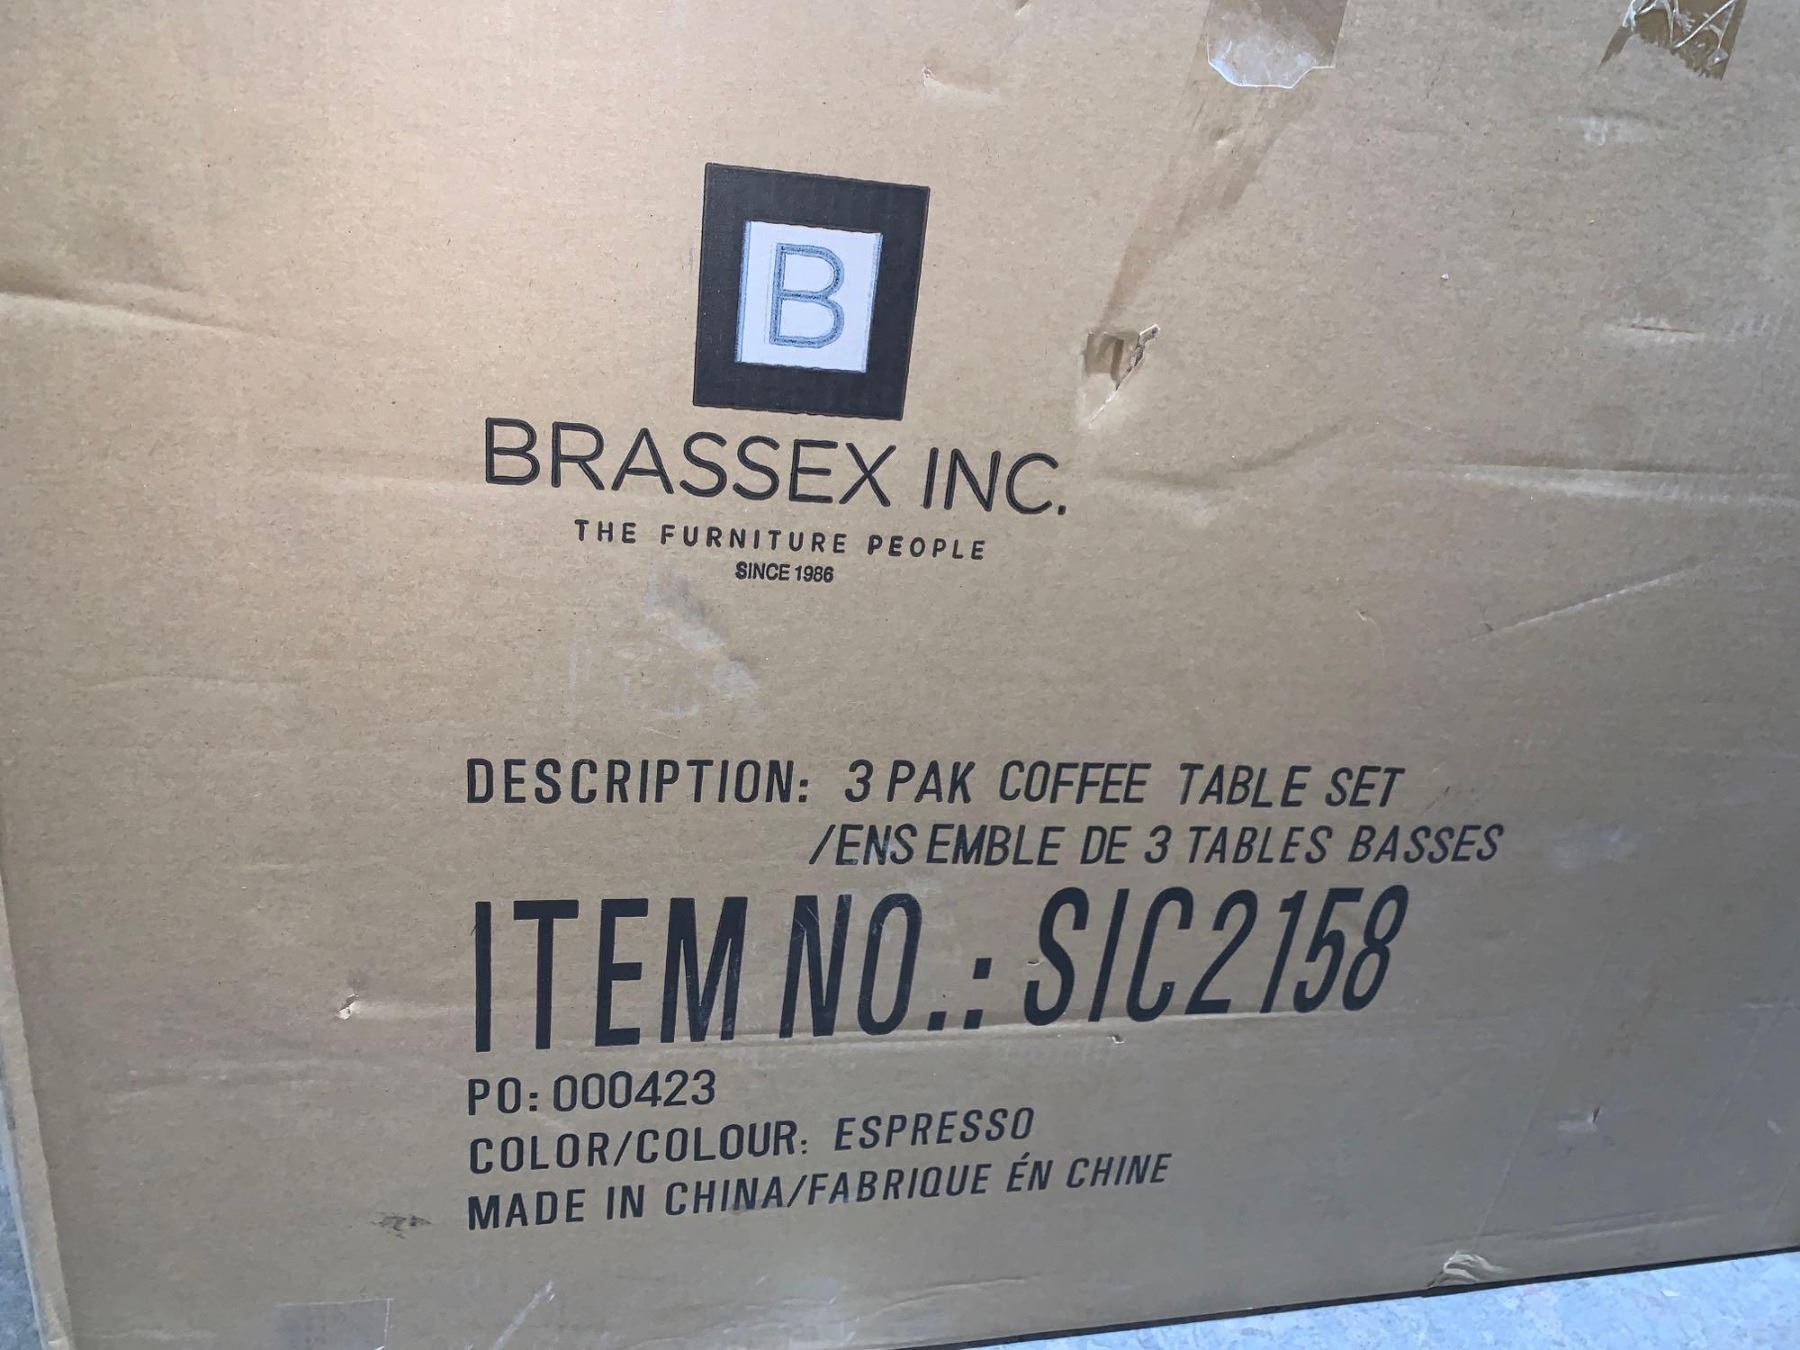 B
BRASSEX INC.
THE FURNITURE PEOPLE
SINCE 1986
DESCRIPTION: 3 PAK COFFEE TABLE SET
/ENS EMBLE DE 3 TABLES BASSES
ITEM NO.: SIC2158
PO: 000423
COLOR/COLOUR: ESPRESSO
MADE IN CHINA/FABRIQUE ÉN CHINE